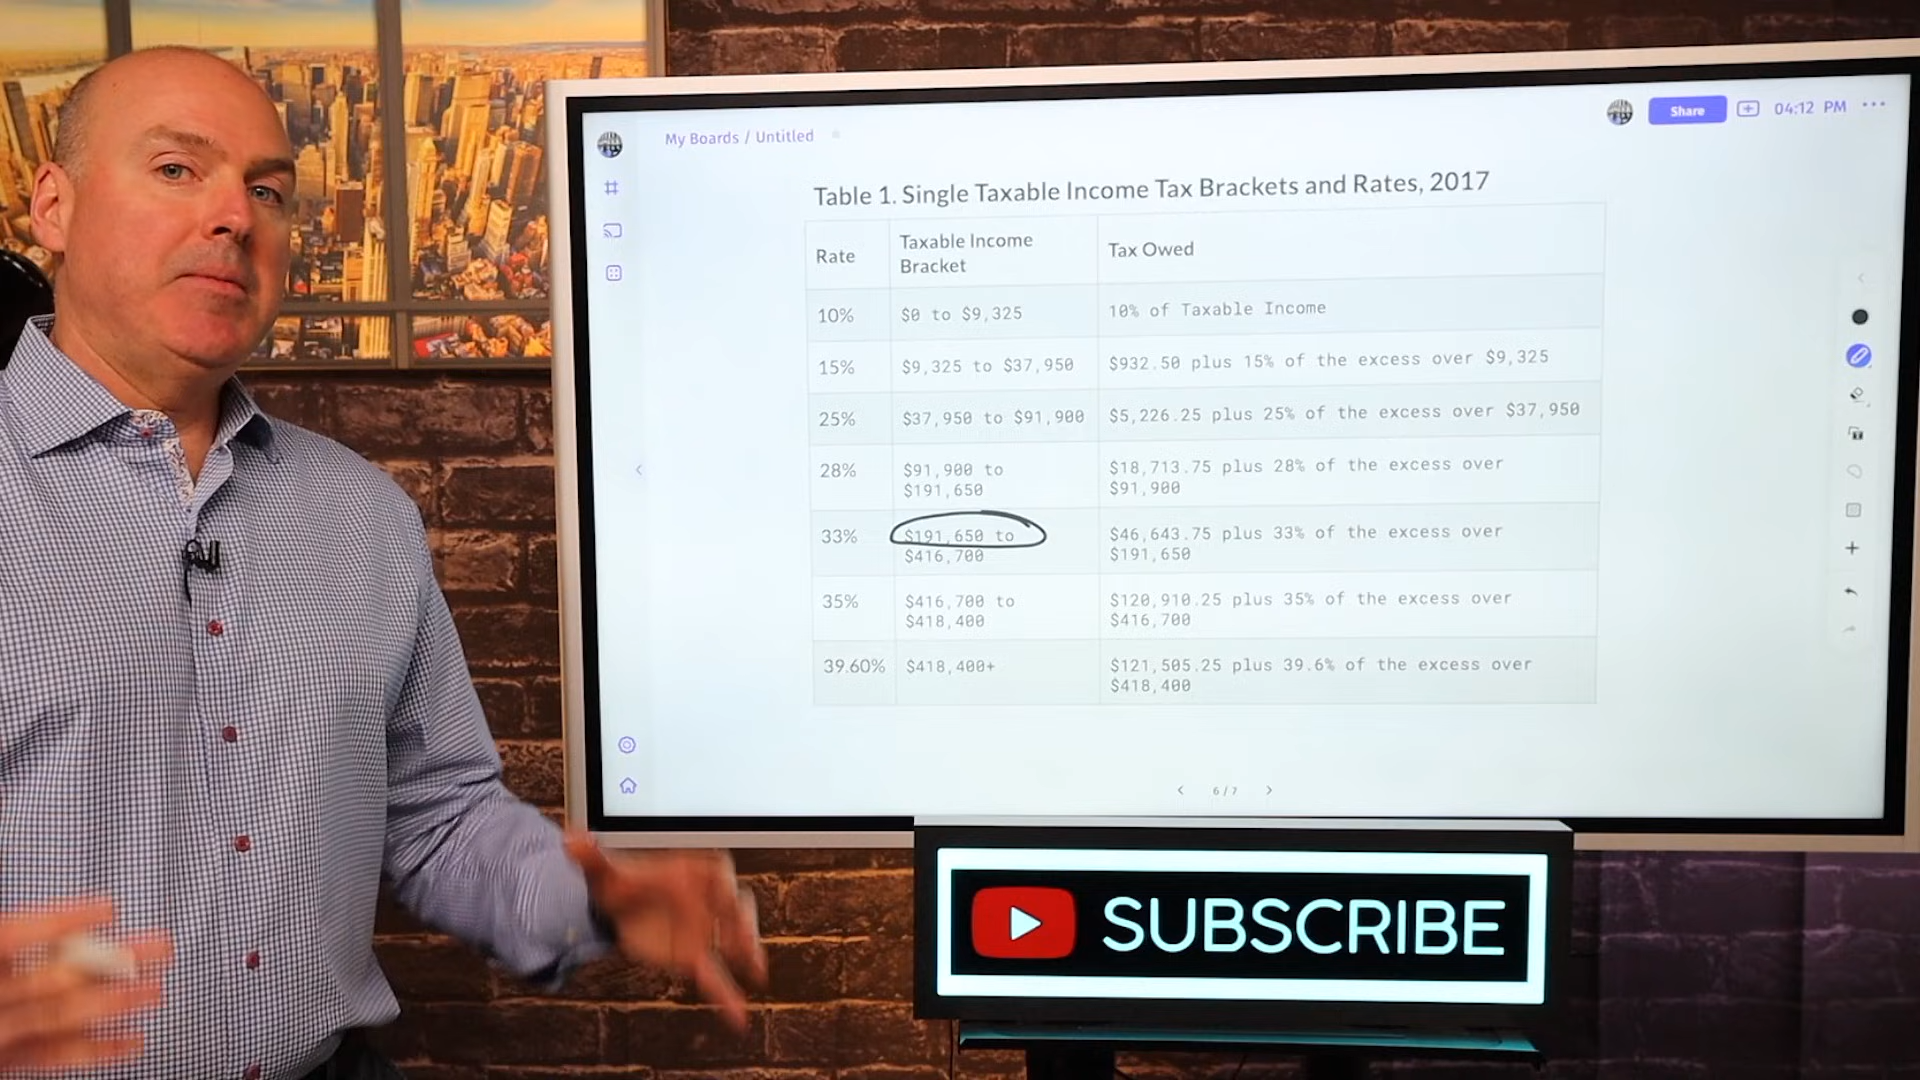 My Boards / Untitled
Share
04:12 PM
Table 1. Single Taxable Income Tax Brackets and Rates, 2017
Rate
Taxable Income
Bracket
Tax Owed
10%
$0 to $9,325
10% of Taxable Income
15%
$9,325 to $37,950
$932.50 plus 15% of the excess over $9,325
25%
$37,950 to $91,900
$5,226.25 plus 25% of the excess over $37,950
28%
$91,900 to
$191,650
$18,713.75 plus 28% of the excess over
$91,900
33%
$191,650 to
$416,700
$46,643.75 plus 33% of the excess over
$191,650
35%
$416,700 to
$418,400
$120,910.25 plus 35% of the excess over
$416,700
39.60%
$418,400+
$121,505.25 plus 39.6% of the excess over
$418,400
6/7
SUBSCRIBE